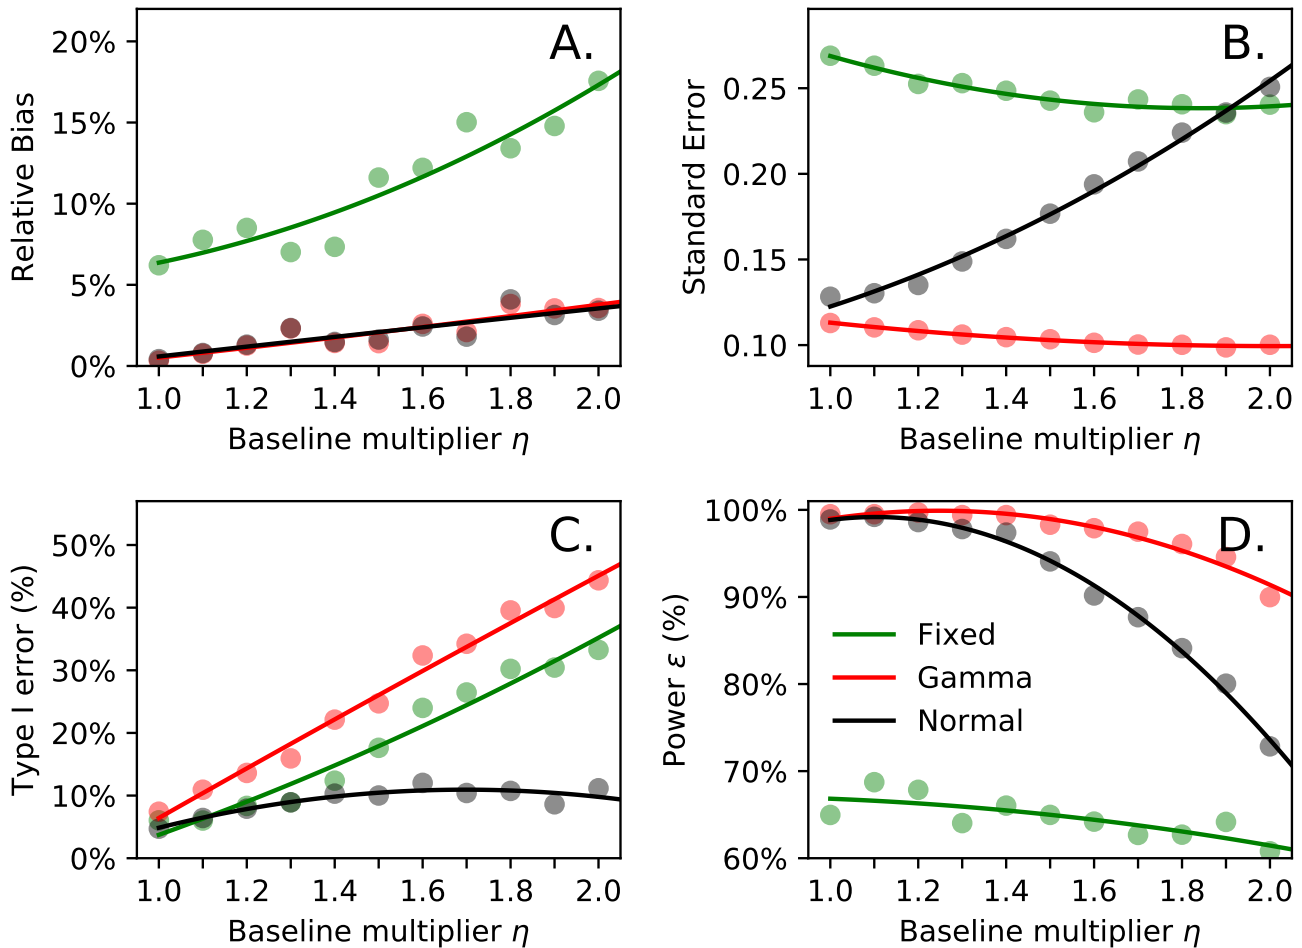 A.
Relative Bias
20%
15%
10%
5%
0%
1.0 1.2 1.4 1.6 1.8 2.0
Baseline multiplier η
B.
Standard Error
0.25
0.20
0.15
0.10
1.0 1.2 1.4 1.6 1.8 2.0
Baseline multiplier η
C.
Type I error (%)
50%
40%
30%
20%
10%
0%
1.0 1.2 1.4 1.6 1.8 2.0
Baseline multiplier η
D.
Power ε (%)
100%
90%
80%
70%
60%
Fixed
Gamma
Normal
1.0 1.2 1.4 1.6 1.8 2.0
Baseline multiplier η